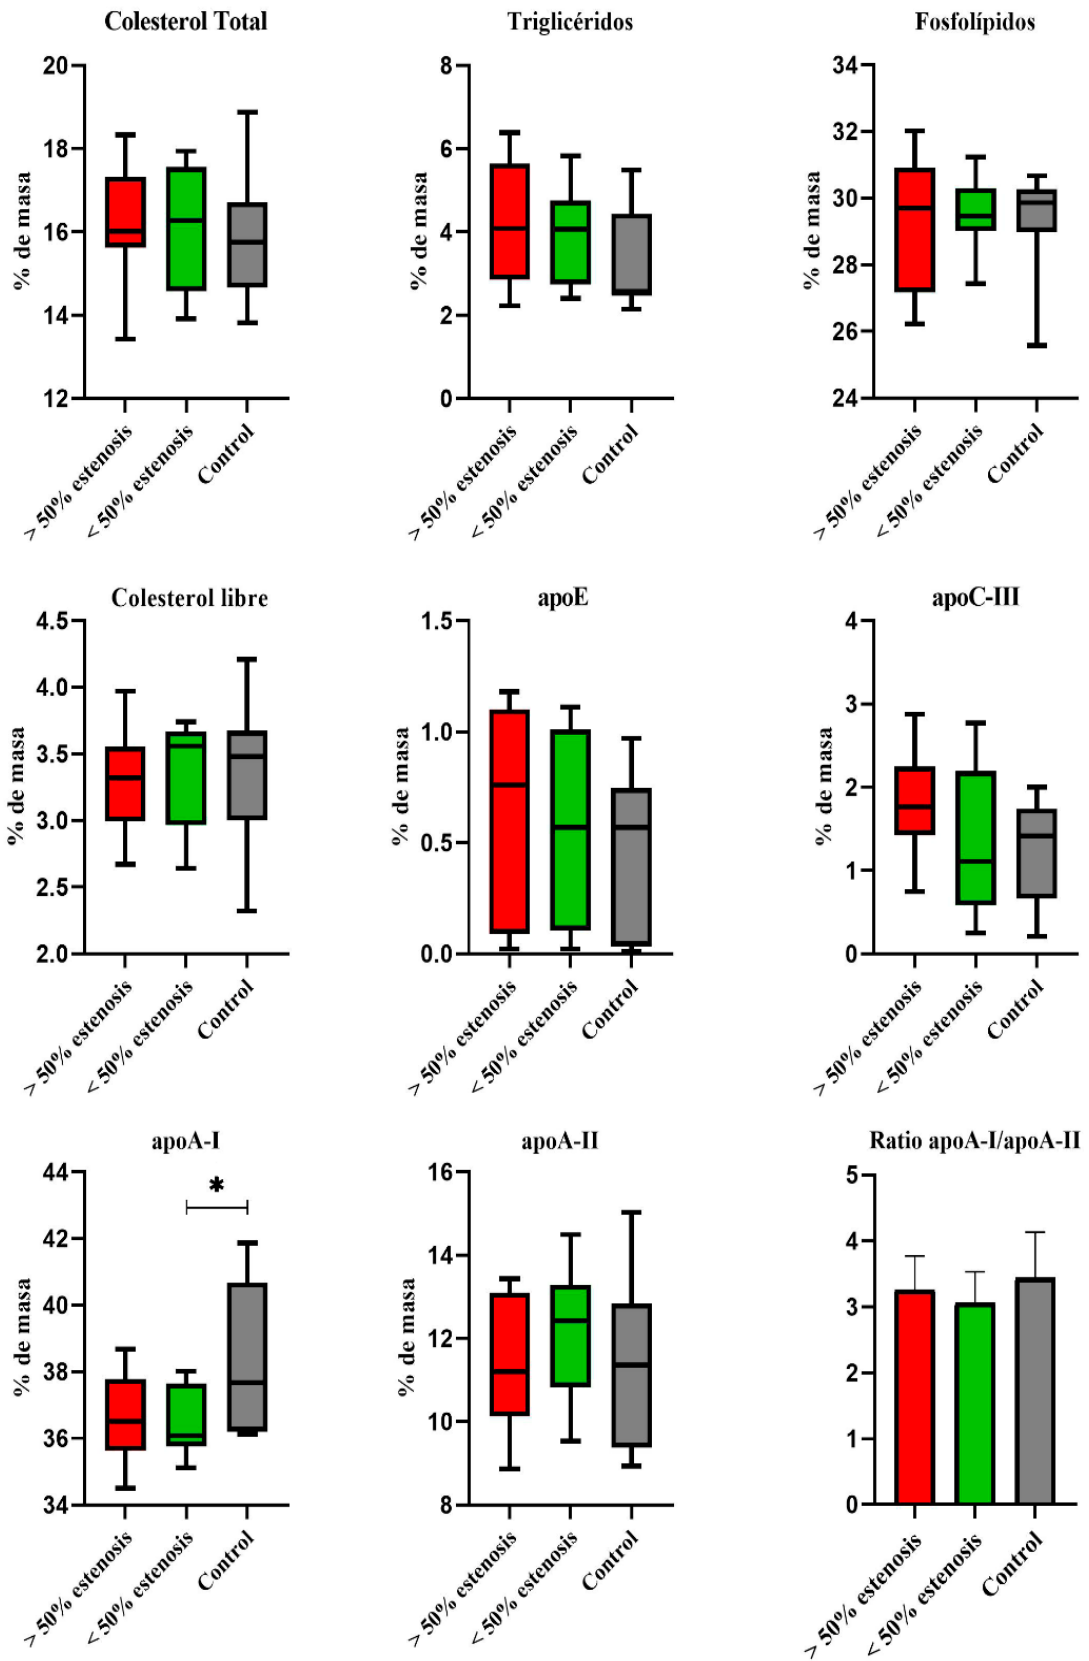 Colesterol Total
Triglicéridos
Fosfolípidos
20
18
16
14
12
% de masa
> 50% estenosis
< 50% estenosis
Control
8
6
4
2
0
% de masa
> 50% estenosis
< 50% estenosis
Control
34
32
30
28
26
24
% de masa
> 50% estenosis
< 50% estenosis
Control
Colesterol libre
apoE
apoC-III
4.5
4.0
3.5
3.0
2.5
2.0
% de masa
> 50% estenosis
< 50% estenosis
Control
1.5
1.0
0.5
0.0
% de masa
> 50% estenosis
< 50% estenosis
Control
4
3
2
1
0
% de masa
> 50% estenosis
< 50% estenosis
Control
apoA-I
apoA-II
Ratio apoA-I/apoA-II
44
42
40
38
36
34
% de masa
*
> 50% estenosis
< 50% estenosis
Control
16
14
12
10
8
% de masa
> 50% estenosis
< 50% estenosis
Control
5
4
3
2
1
0
> 50% estenosis
< 50% estenosis
Control